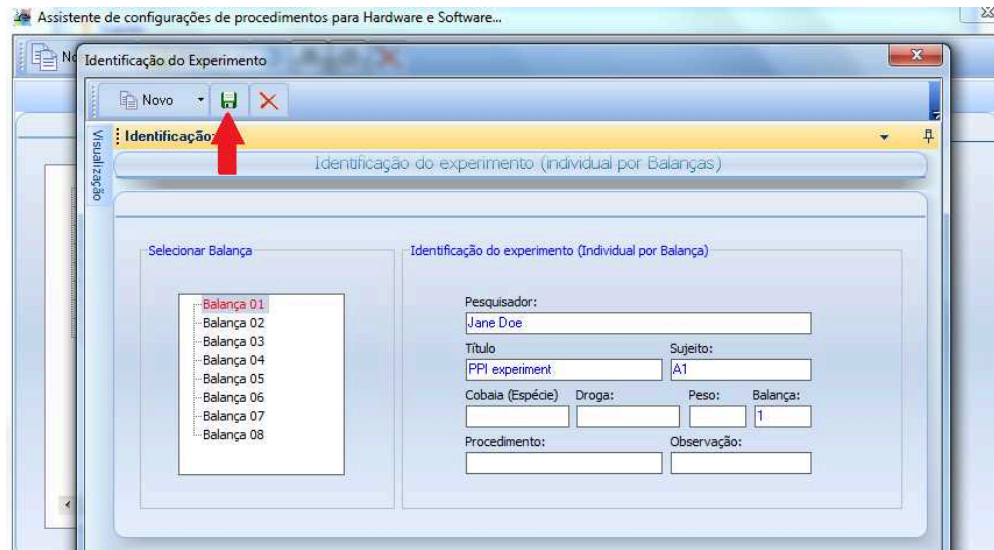 Assistente de configurações de procedimentos para Hardware e Software...
Identificação do Experimento
Novo
Visualização
Identificação
Identificação do experimento (individual por Balanças)
Selecionar Balança
Balança 01
Balança 02
Balança 03
Balança 04
Balança 05
Balança 06
Balança 07
Balança 08
Identificação do experimento (Individual por Balança)
Pesquisador:
Jane Doe
Título Sujeito:
PPI experiment A1
Cobaia (Espécie) Droga: Peso: Balança:
1
Procedimento: Observação: